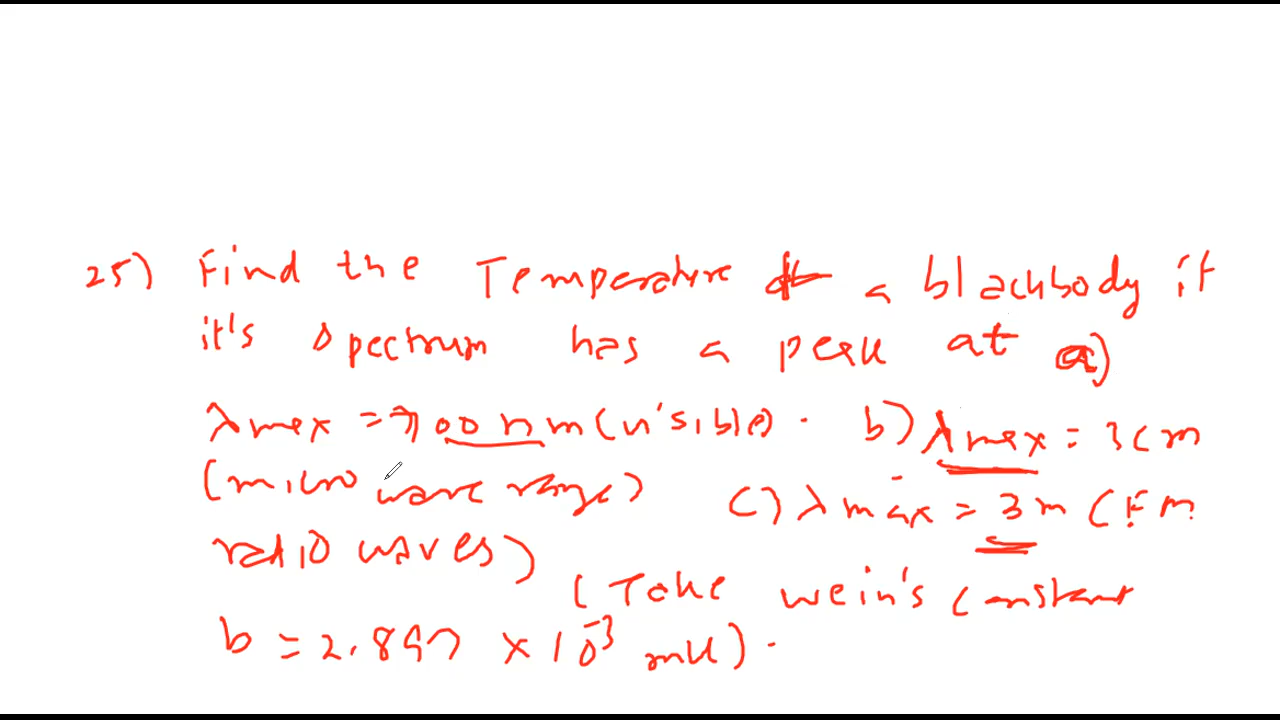 25) Find the Temperature a blackbody if
it's spectrum has a peak at a)
λmax = 700 nm (visible). b) λmax = 3cm
(micro wave range) c) λmax = 3m (FM
radio waves) (Take wein's constant
b = 2.897 × 10⁻³ mK).